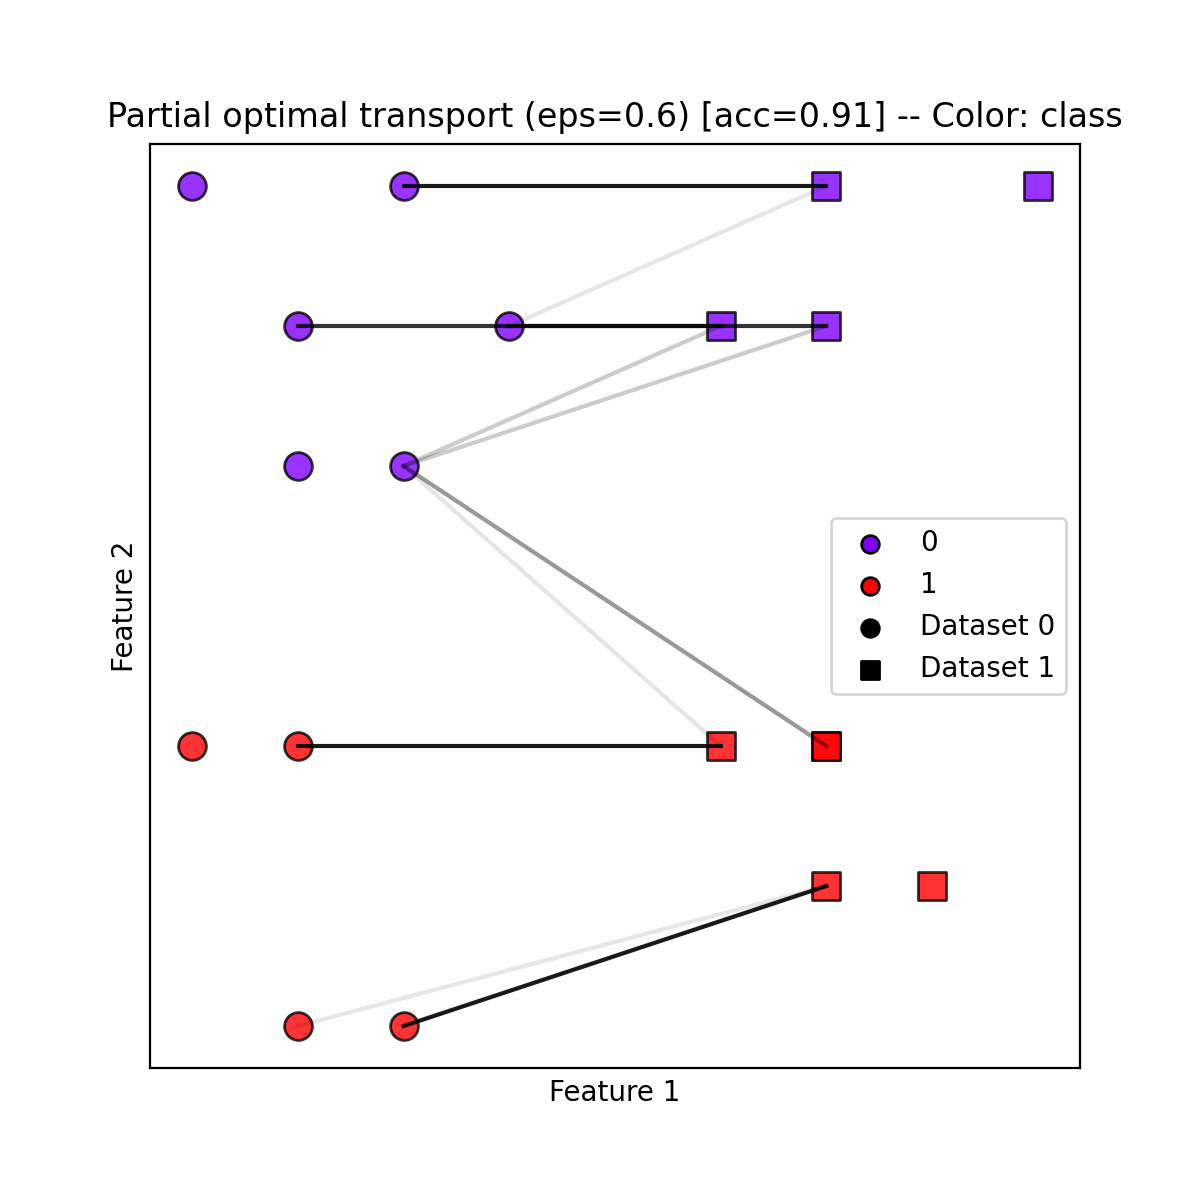 Partial optimal transport (eps=0.6) [acc=0.91] -- Color: class
Feature 2
0
1
Dataset 0
Dataset 1
Feature 1